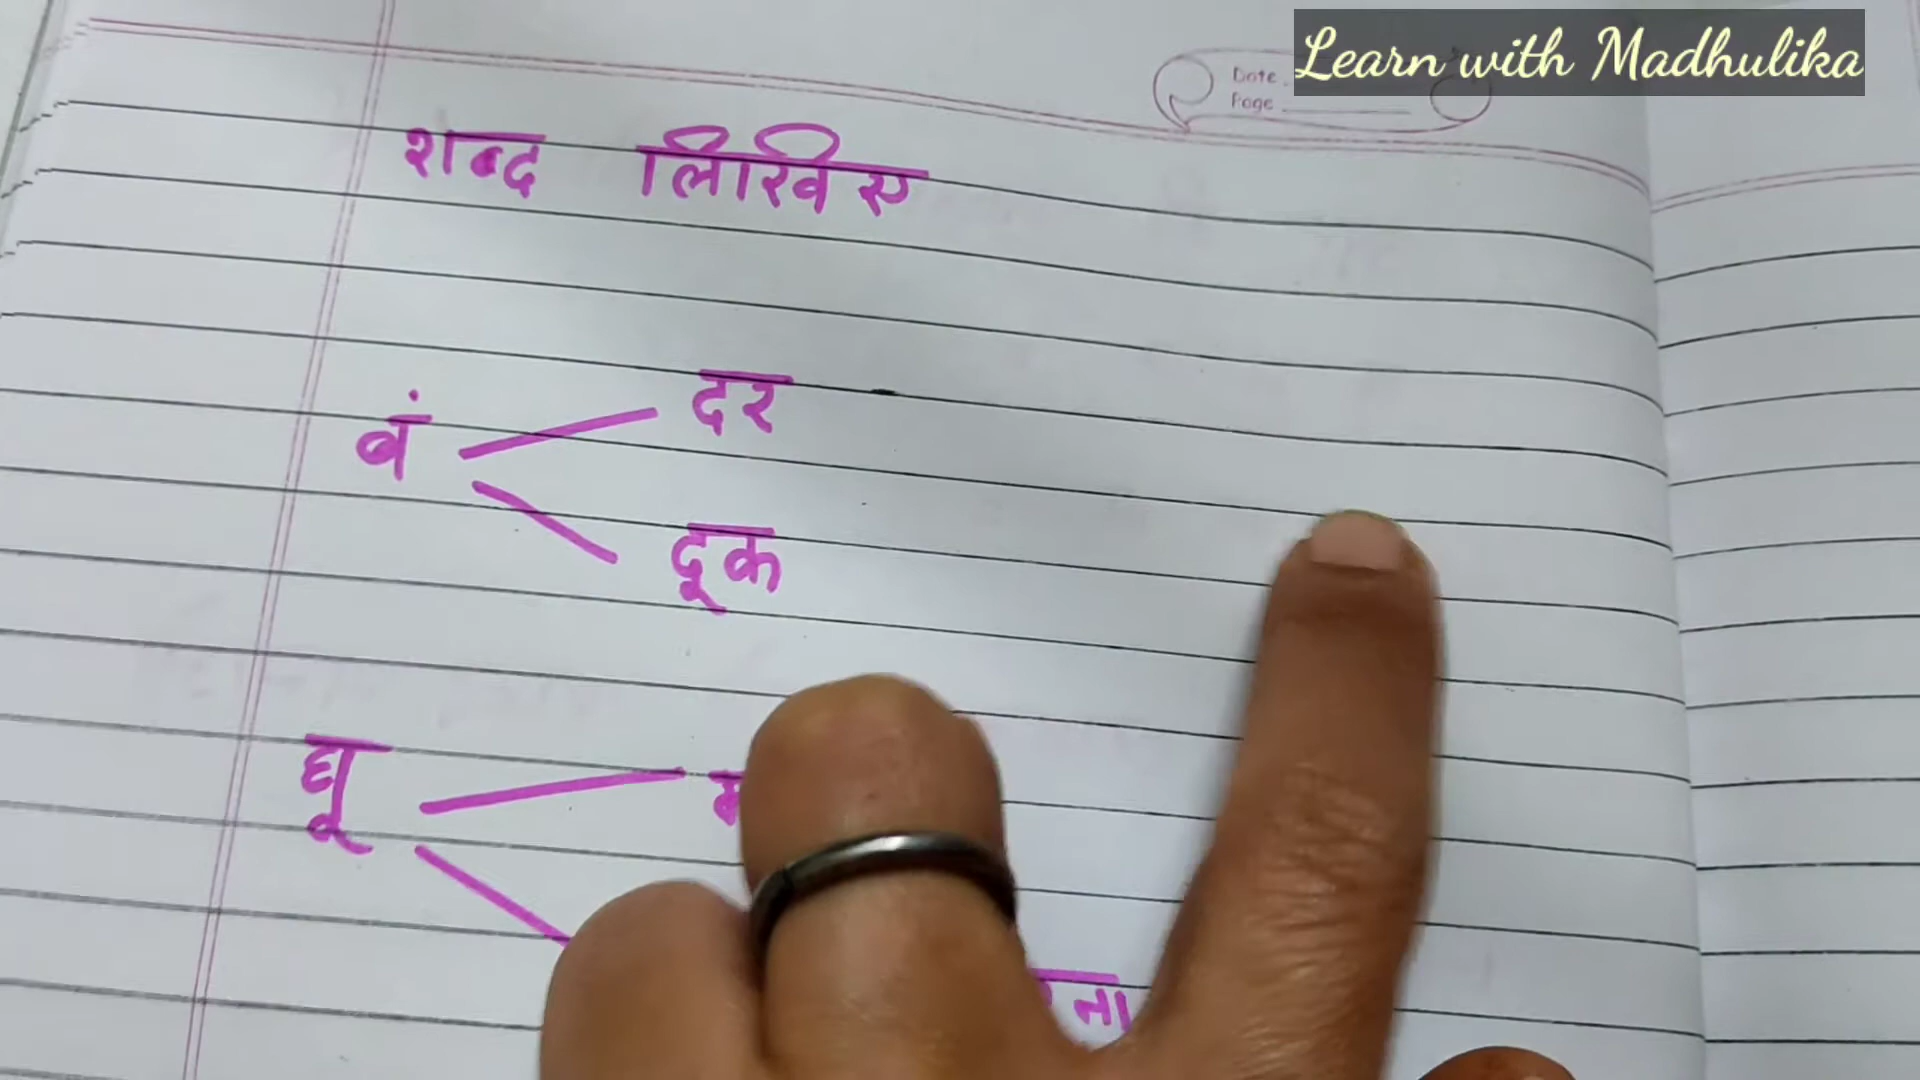 Learn with Madhulika
Date
Page
शब्द लिखिए
बं
दर
दूक
घू
ना